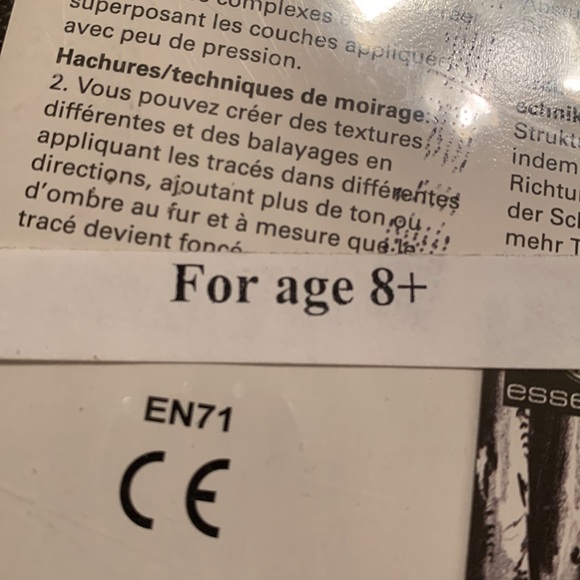 complexes
superposant les couches appliquées
avec peu de pression.
Hachures/techniques de moirage:
2. Vous pouvez créer des textures
différentes et des balayages en
appliquant les tracés dans différentes
directions, ajoutant plus de ton ou
d'ombre au fur et à mesure que le
tracé devient foncé
echnik
Strukt
indem
Richtu
der Sc
mehr T
For age 8+
EN71
CE
esse